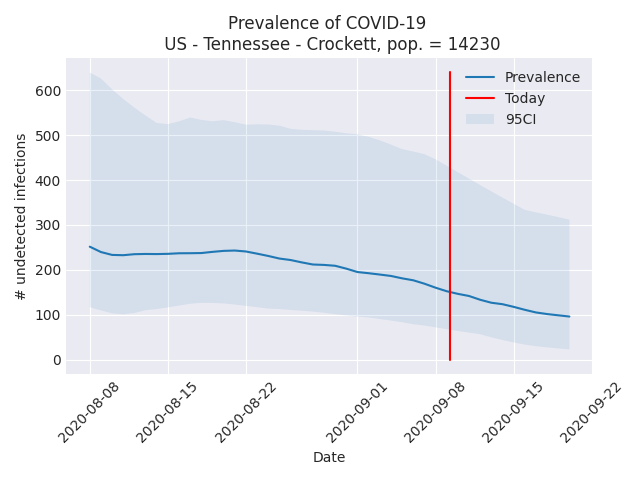 Prevalence of COVID-19
US - Tennessee - Crockett, pop. = 14230
Prevalence
Today
95CI
600
500
400
300
200
100
0
# undetected infections
2020-08-08
2020-08-15
2020-08-22
2020-09-01
2020-09-08
2020-09-15
2020-09-22
Date